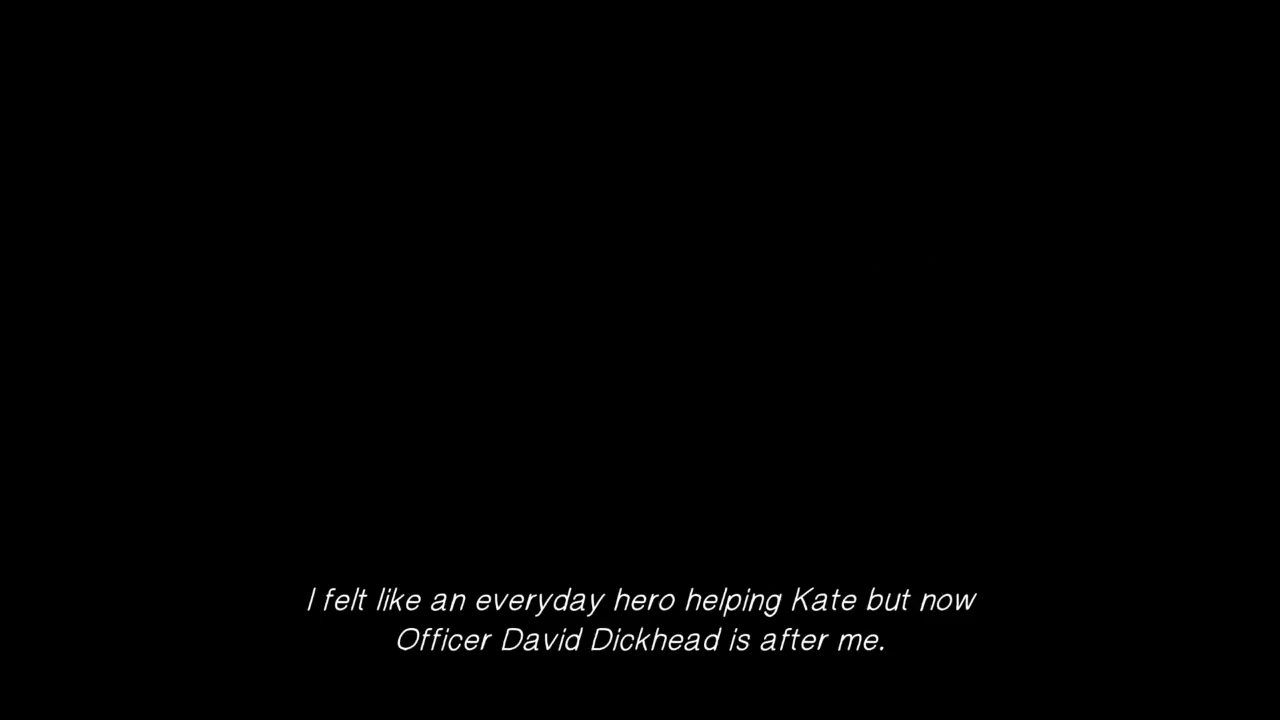 I felt like an everyday hero helping Kate but now
Officer David Dickhead is after me.